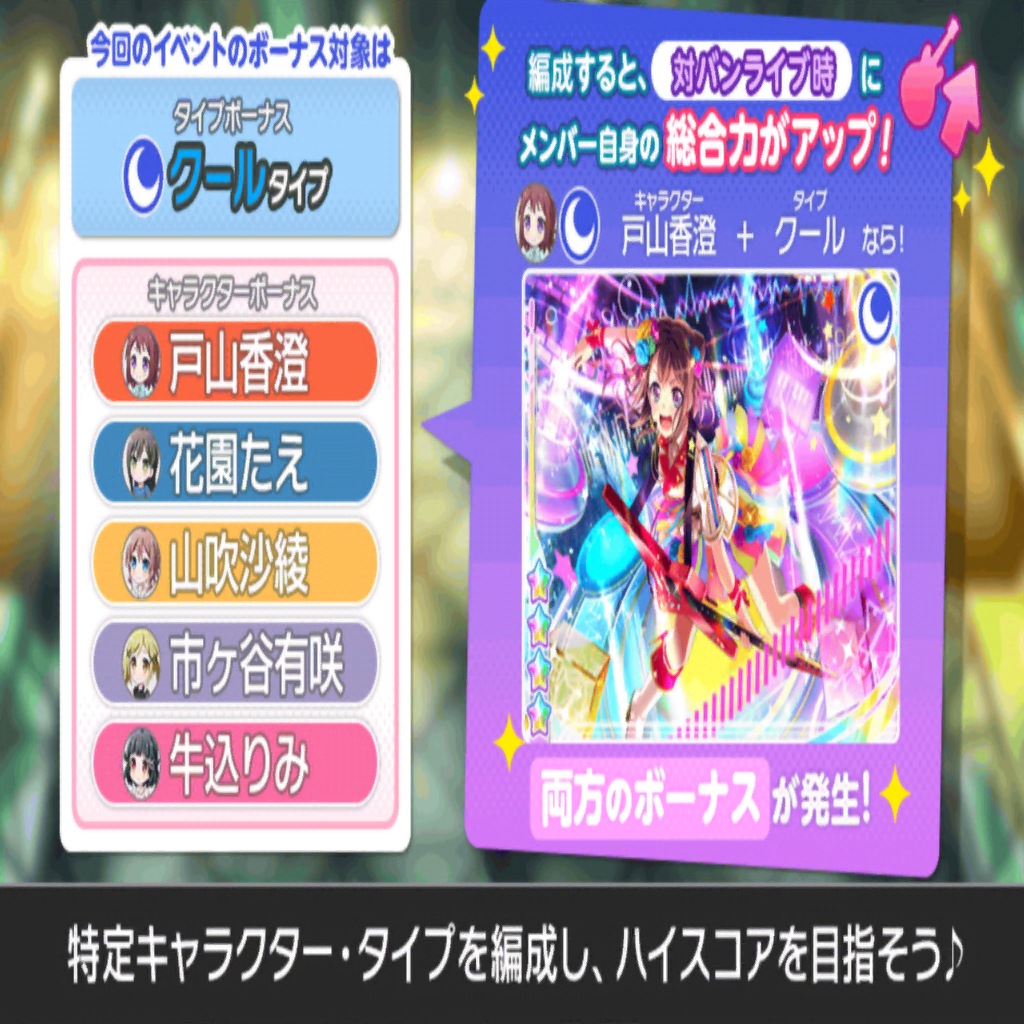 今回のイベントのボーナス対象は
タイプボーナス
クールタイプ
キャラクターボーナス
戸山香澄
花園たえ
山吹沙綾
市ヶ谷有咲
牛込りみ
編成すると、対バンライブ時に
メンバー自身の総合力がアップ!
キャラクター タイプ
戸山香澄 + クール なら!
両方のボーナスが発生!
特定キャラクター・タイプを編成し、ハイスコアを目指そう♪